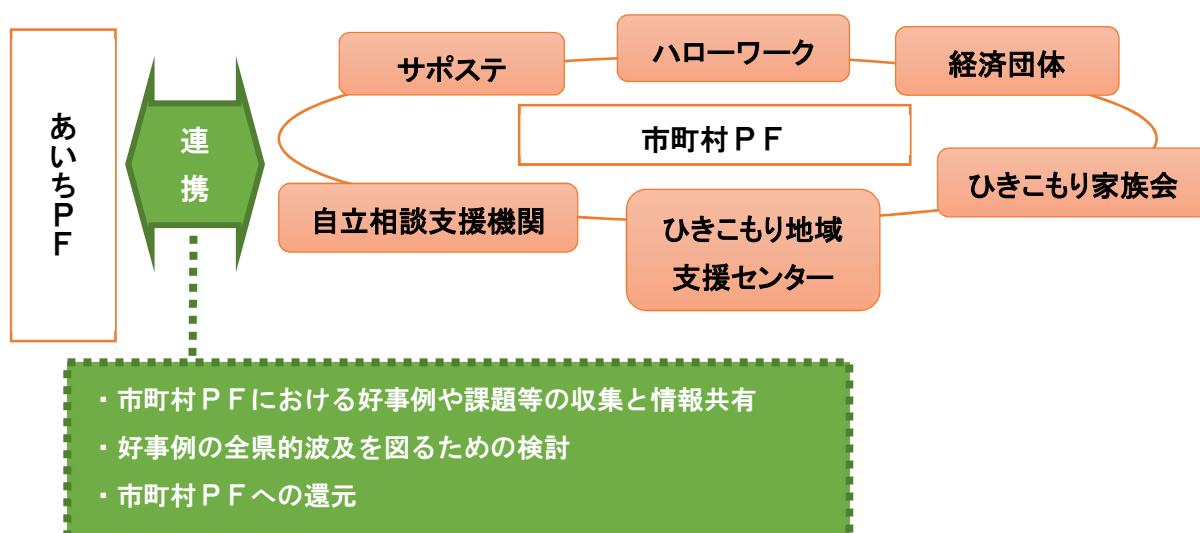 あいちＰＦ
連携
サポステ
ハローワーク
経済団体
市町村ＰＦ
ひきこもり家族会
自立相談支援機関
ひきこもり地域
支援センター
・市町村ＰＦにおける好事例や課題等の収集と情報共有
・好事例の全県的波及を図るための検討
・市町村ＰＦへの還元